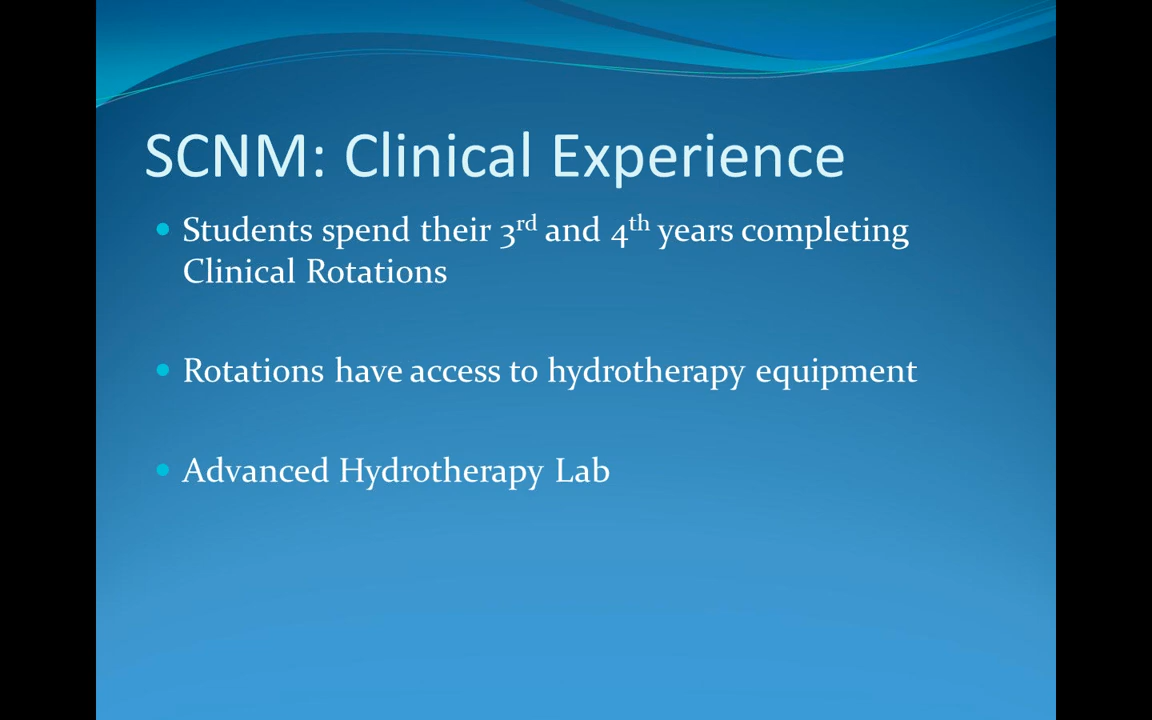 SCNM: Clinical Experience
• Students spend their 3rd and 4th years completing
Clinical Rotations
• Rotations have access to hydrotherapy equipment
• Advanced Hydrotherapy Lab